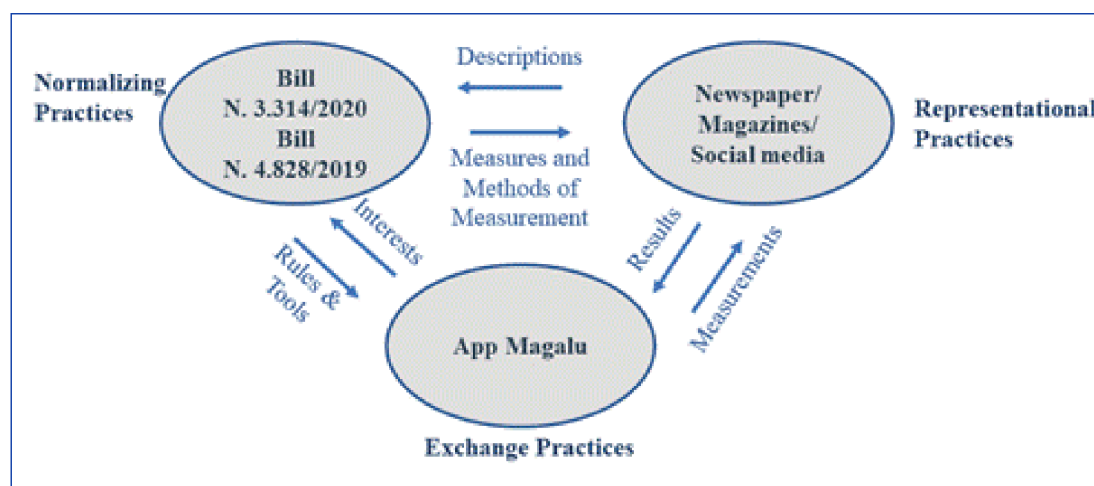 Normalizing
Practices
Bill
N. 3.314/2020
Bill
N. 4.828/2019
Descriptions
Measures and
Methods of
Measurement
Newspaper/
Magazines/
Social media
Representational
Practices
Interests
Rules &
Tools
Results
Measurements
App Magalu
Exchange Practices